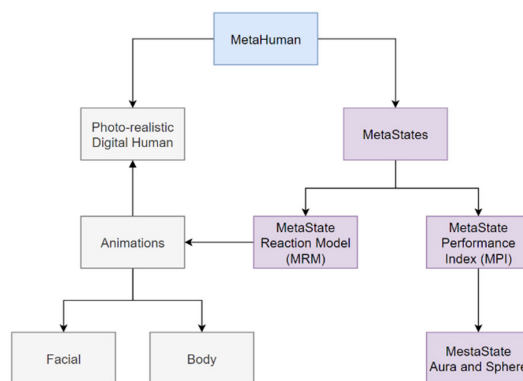 MetaHuman
Photo-realistic
Digital Human
MetaStates
Animations
MetaState
Reaction Model
(MRM)
MetaState
Performance
Index (MPI)
Facial
Body
MestaState
Aura and Sphere